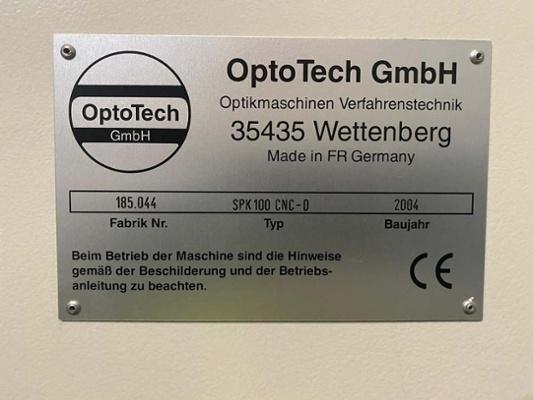 OptoTech
GmbH
OptoTech GmbH
Optikmaschinen Verfahrenstechnik
35435 Wettenberg
Made in FR Germany
185.044 SPK100 CNC-D 2004
Fabrik Nr. Typ Baujahr
Beim Betrieb der Maschine sind die Hinweise
gemäß der Beschilderung und der Betriebs-
anleitung zu beachten.
CE